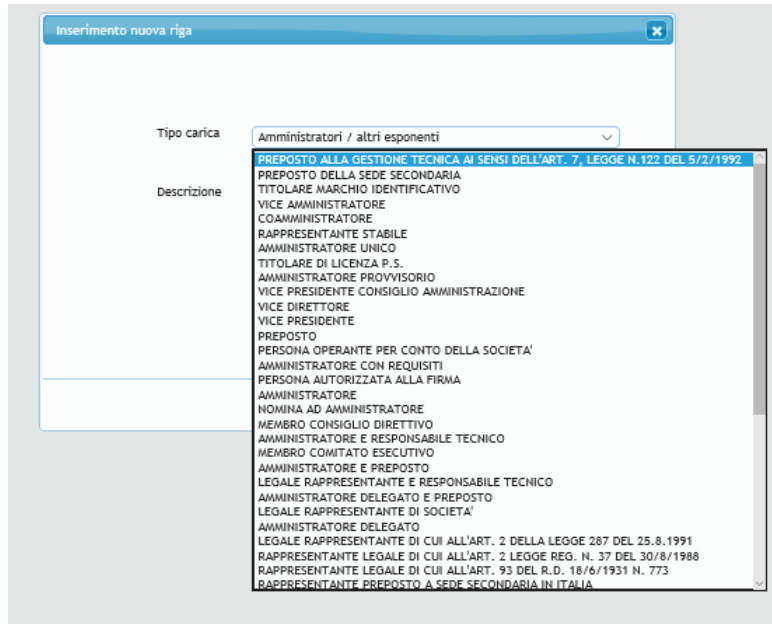 Inserimento nuova riga
Tipo carica
Amministratori / altri esponenti
Descrizione
PREPOSTO ALLA GESTIONE TECNICA AI SENSI DELL'ART. 7, LEGGE N.122 DEL 5/2/1992
PREPOSTO DELLA SEDE SECONDARIA
TITOLARE MARCHIO IDENTIFICATIVO
VICE AMMINISTRATORE
COAMMINISTRATORE
RAPPRESENTANTE STABILE
AMMINISTRATORE UNICO
TITOLARE DI LICENZA P.S.
AMMINISTRATORE PROVVISORIO
VICE PRESIDENTE CONSIGLIO AMMINISTRAZIONE
VICE DIRETTORE
VICE PRESIDENTE
PREPOSTO
PERSONA OPERANTE PER CONTO DELLA SOCIETA'
AMMINISTRATORE CON REQUISITI
PERSONA AUTORIZZATA ALLA FIRMA
AMMINISTRATORE
NOMINA AD AMMINISTRATORE
MEMBRO CONSIGLIO DIRETTIVO
AMMINISTRATORE E RESPONSABILE TECNICO
MEMBRO COMITATO ESECUTIVO
AMMINISTRATORE E PREPOSTO
LEGALE RAPPRESENTANTE E RESPONSABILE TECNICO
AMMINISTRATORE DELEGATO E PREPOSTO
LEGALE RAPPRESENTANTE DI SOCIETA'
AMMINISTRATORE DELEGATO
LEGALE RAPPRESENTANTE DI CUI ALL'ART. 2 DELLA LEGGE 287 DEL 25.8.1991
RAPPRESENTANTE LEGALE DI CUI ALL'ART. 2 LEGGE REG. N. 37 DEL 30/8/1988
RAPPRESENTANTE LEGALE DI CUI ALL'ART. 93 DEL R.D. 18/6/1931 N. 773
RAPPRESENTANTE PREPOSTO A SEDE SECONDARIA IN ITALIA